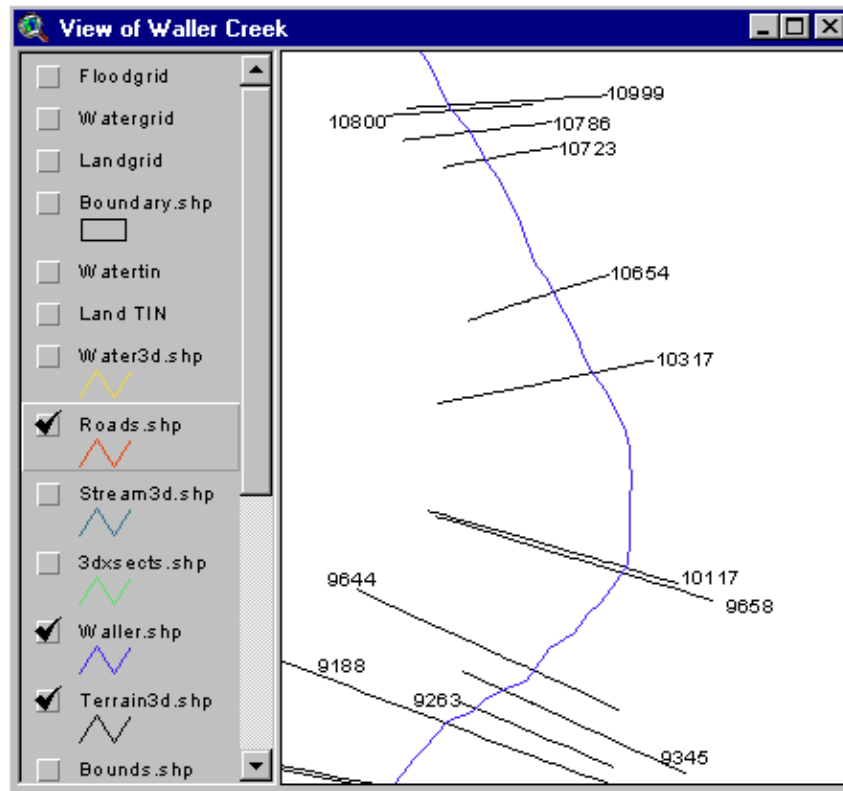 View of Waller Creek
Floodgrid
Watergrid
Landgrid
Boundary.shp
Watertin
Land TIN
Water3d.shp
Roads.shp
Stream3d.shp
3dxsects.shp
Waller.shp
Terrain3d.shp
Bounds.shp
10999
10800
10786
10723
10654
10317
10117
9658
9644
9188
9263
9345